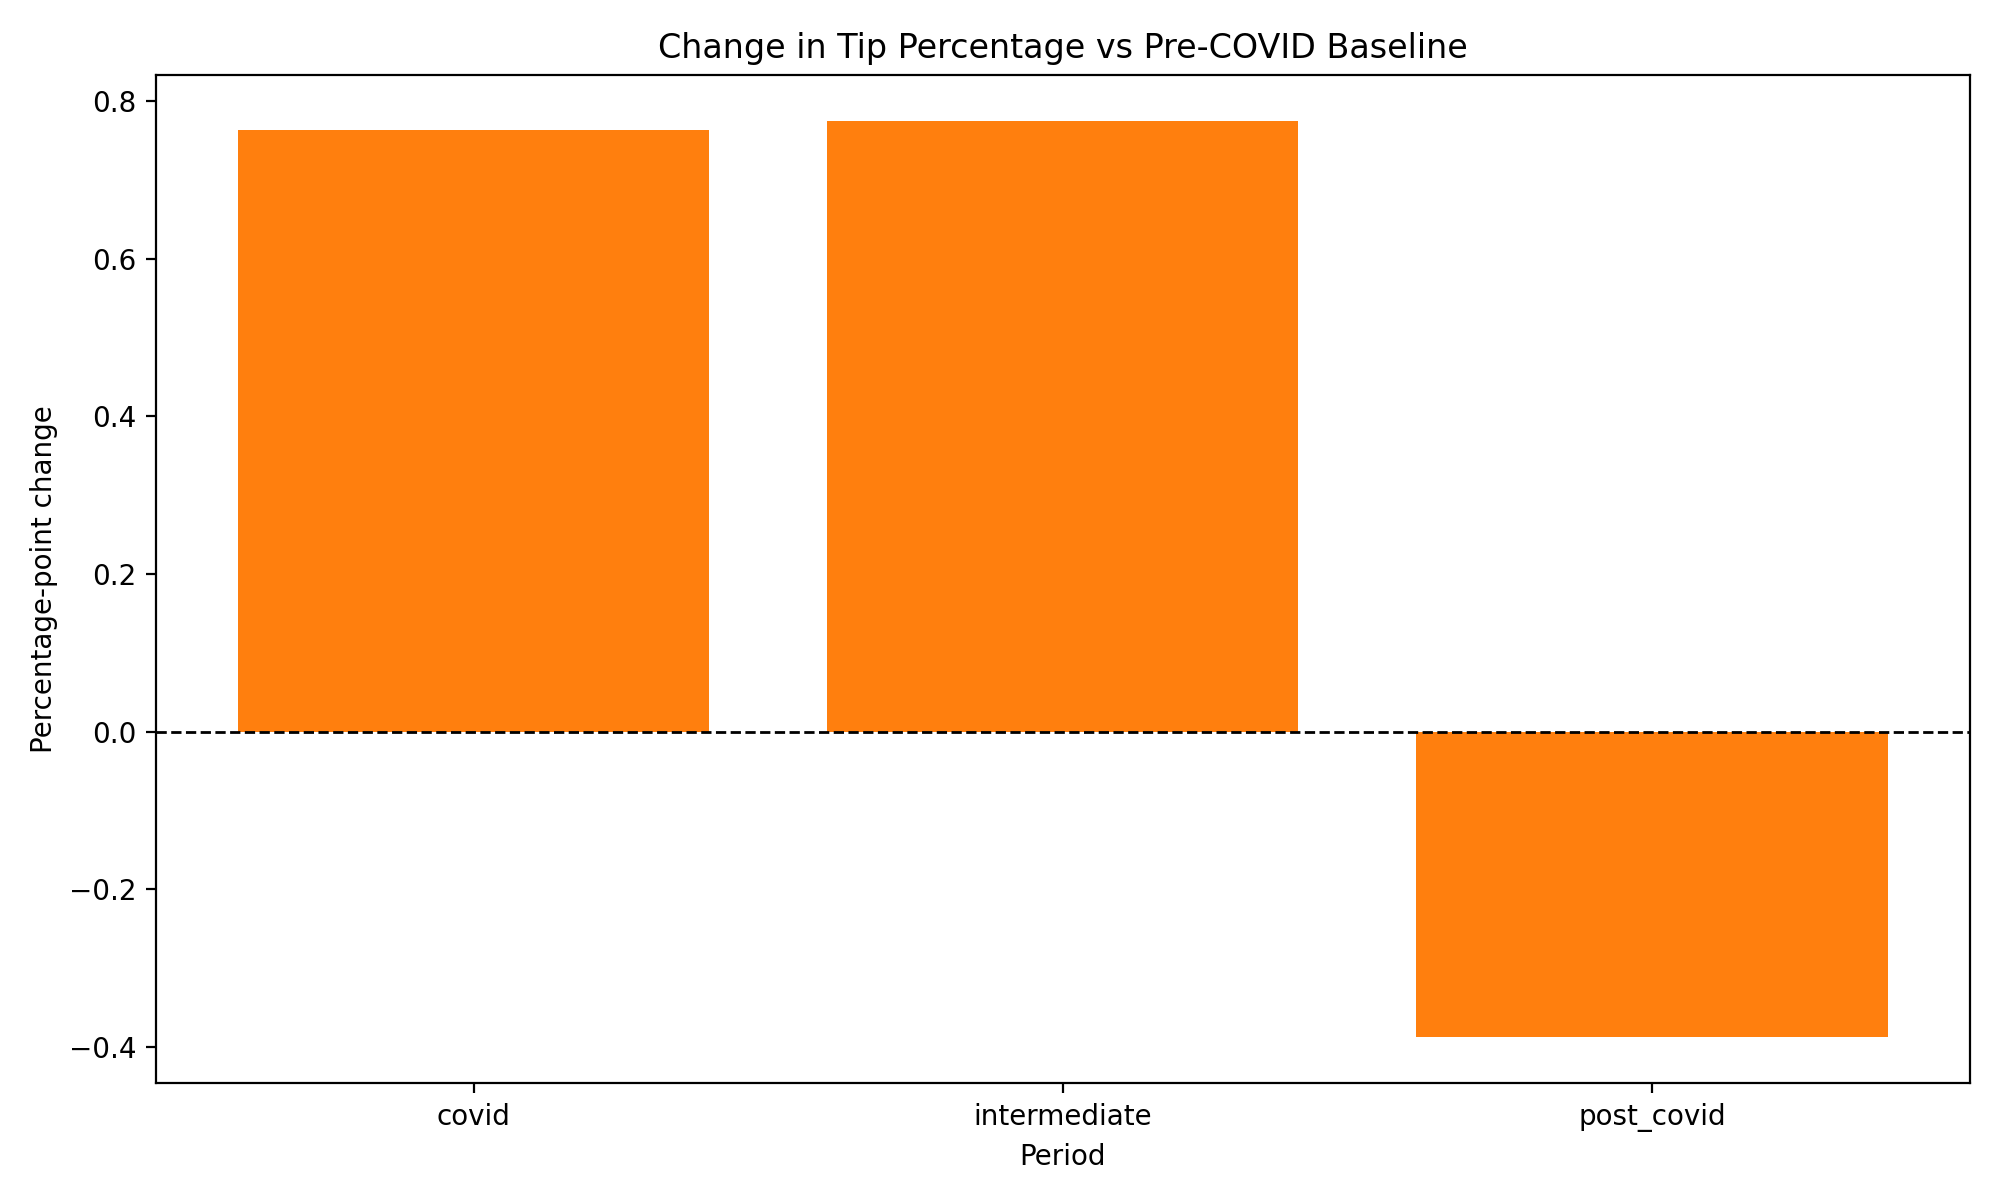 Change in Tip Percentage vs Pre-COVID Baseline
Percentage-point change
0.8
0.6
0.4
0.2
0.0
−0.2
−0.4
covid intermediate post_covid
Period